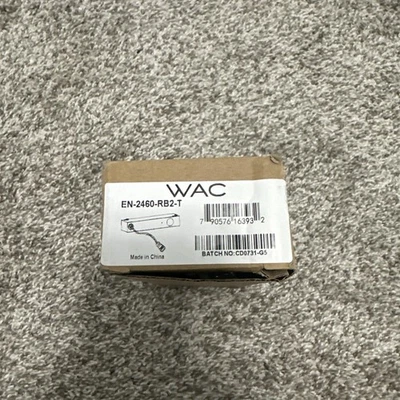 WAC
EN-2460-RB2-T
7 90576 16393 2
Made in China
BATCH NO:CD0731-G5